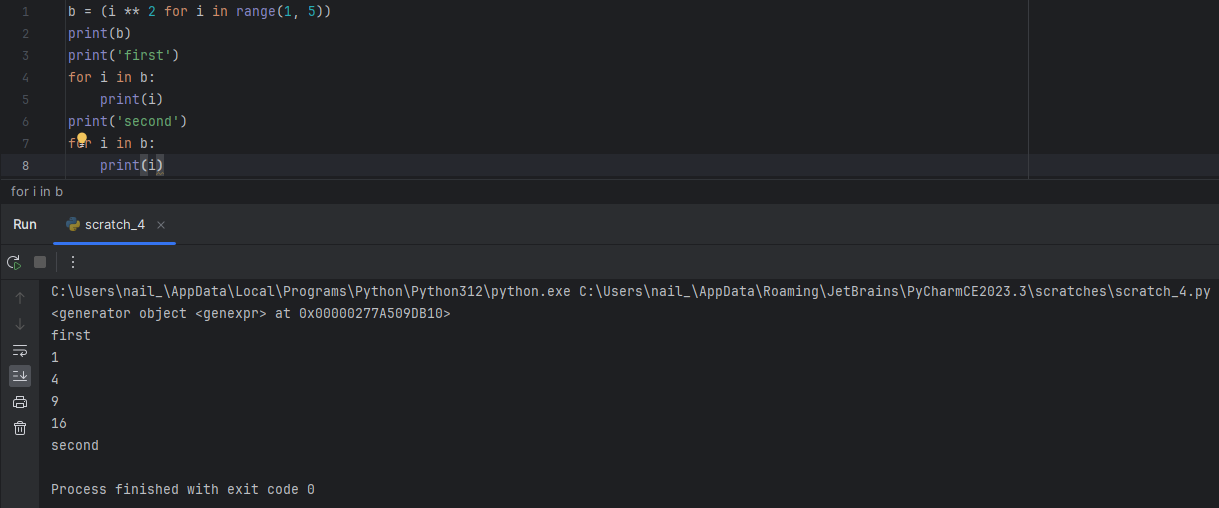 1 b = (i ** 2 for i in range(1, 5))
2 print(b)
3 print('first')
4 for i in b:
5     print(i)
6 print('second')
7 for i in b:
8     print(i)
for i in b
Run scratch_4
C:\Users\nail_\AppData\Local\Programs\Python\Python312\python.exe C:\Users\nail_\AppData\Roaming\JetBrains\PyCharmCE2023.3\scratches\scratch_4.py
<generator object <genexpr> at 0x00000277A509DB10>
first
1
4
9
16
second
Process finished with exit code 0